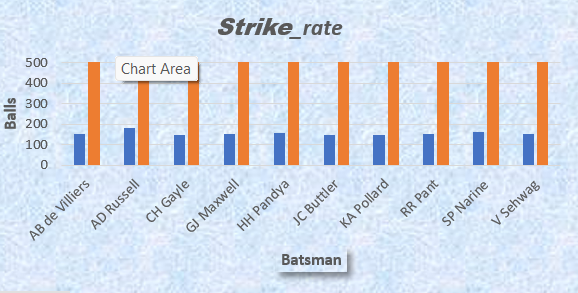 Strike_rate
Chart Area
500
400
300
200
100
0
Balls
AB de Villiers
AD Russell
CH Gayle
GJ Maxwell
HH Pandya
JC Buttler
KA Pollard
RR Pant
SP Narine
V Sehwag
Batsman